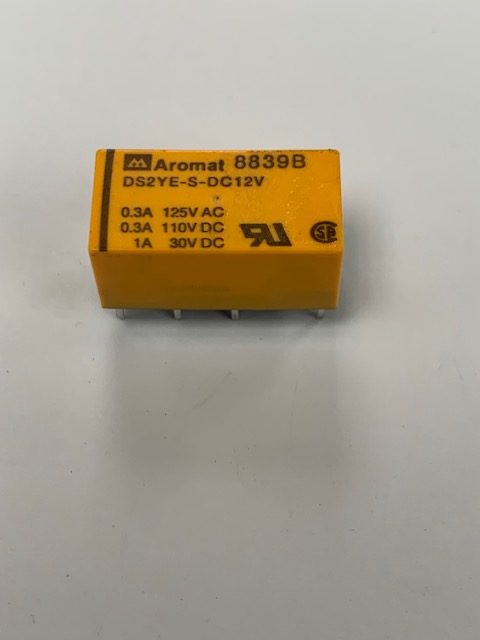 Aromat 8839B
DS2YE-S-DC12V
0.3A 125V AC
0.3A 110V DC
1A 30V DC